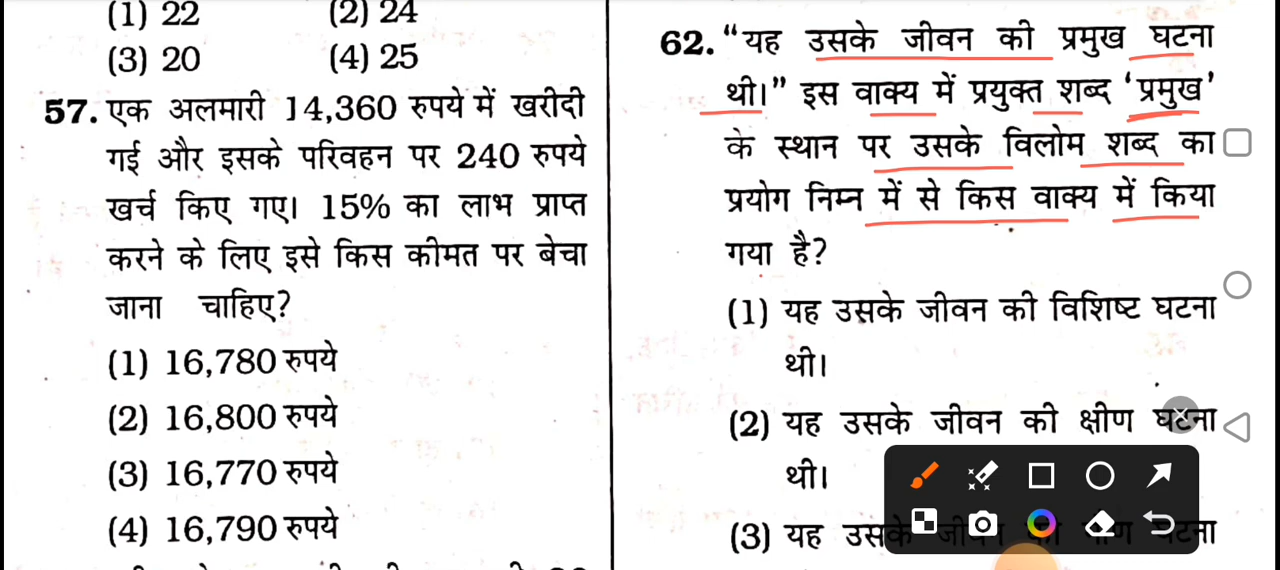 (1) 22 (2) 24
(3) 20 (4) 25
57. एक अलमारी 14,360 रुपये में खरीदी
गई और इसके परिवहन पर 240 रुपये
खर्च किए गए। 15% का लाभ प्राप्त
करने के लिए इसे किस कीमत पर बेचा
जाना चाहिए?
(1) 16,780 रुपये
(2) 16,800 रुपये
(3) 16,770 रुपये
(4) 16,790 रुपये
62. “यह उसके जीवन की प्रमुख घटना
थी।” इस वाक्य में प्रयुक्त शब्द ‘प्रमुख’
के स्थान पर उसके विलोम शब्द का
प्रयोग निम्न में से किस वाक्य में किया
गया है?
(1) यह उसके जीवन की विशिष्ट घटना
थी।
(2) यह उसके जीवन की क्षीण घटना
थी।
(3) यह उसके जीवन की गौण घटना